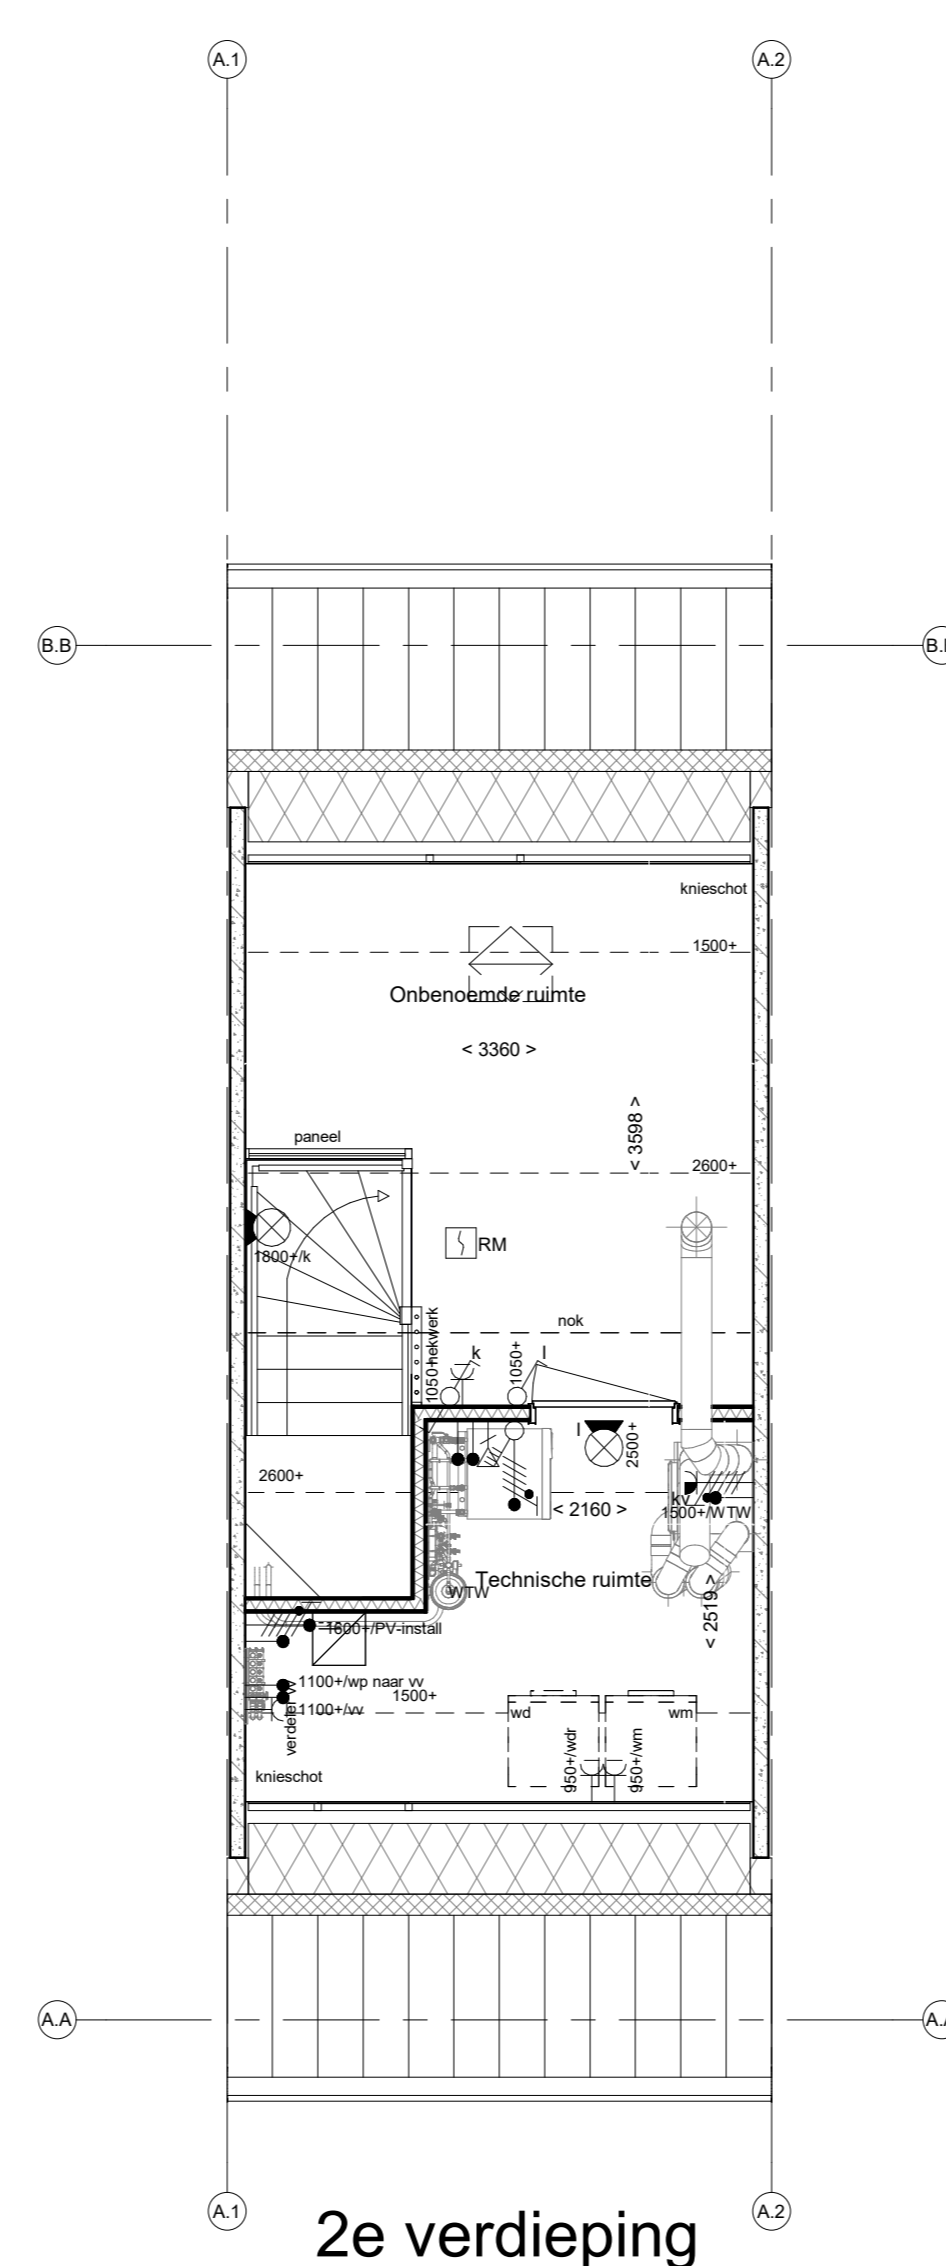 A.1 A.2
B.B
knieschot
1500+
Onbenoemde ruimte
< 3360 >
< 3598 >
paneel
2600+
1800+/k
RM
nok
1050+hekwerk
k
1050+
l
l
2500+
2600+
kv
< 2160 >
1500+/WTW
Technische ruimte
WTW
< 2519 >
1600+/PV-install
1100+/wp naar vv
1500+
1100+/vv
wd
wm
950+/wdr
950+/wm
knieschot
A.A
A.1 A.2
2e verdieping